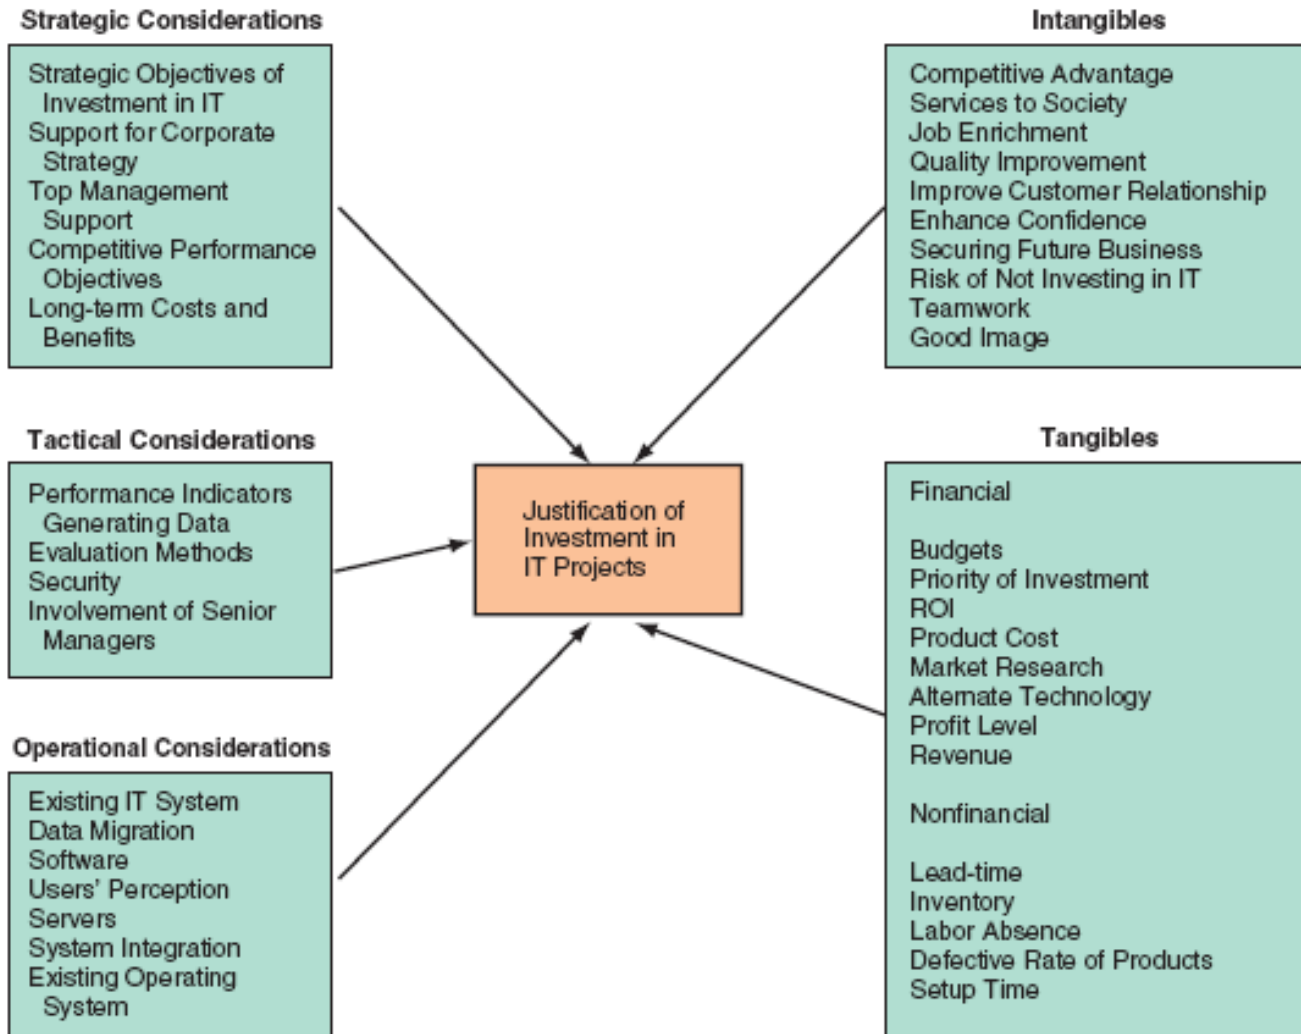 Strategic Considerations
Strategic Objectives of
Investment in IT
Support for Corporate
Strategy
Top Management
Support
Competitive Performance
Objectives
Long-term Costs and
Benefits
Tactical Considerations
Performance Indicators
Generating Data
Evaluation Methods
Security
Involvement of Senior
Managers
Operational Considerations
Existing IT System
Data Migration
Software
Users' Perception
Servers
System Integration
Existing Operating
System
Justification of
Investment in
IT Projects
Intangibles
Competitive Advantage
Services to Society
Job Enrichment
Quality Improvement
Improve Customer Relationship
Enhance Confidence
Securing Future Business
Risk of Not Investing in IT
Teamwork
Good Image
Tangibles
Financial
Budgets
Priority of Investment
ROI
Product Cost
Market Research
Alternate Technology
Profit Level
Revenue
Nonfinancial
Lead-time
Inventory
Labor Absence
Defective Rate of Products
Setup Time